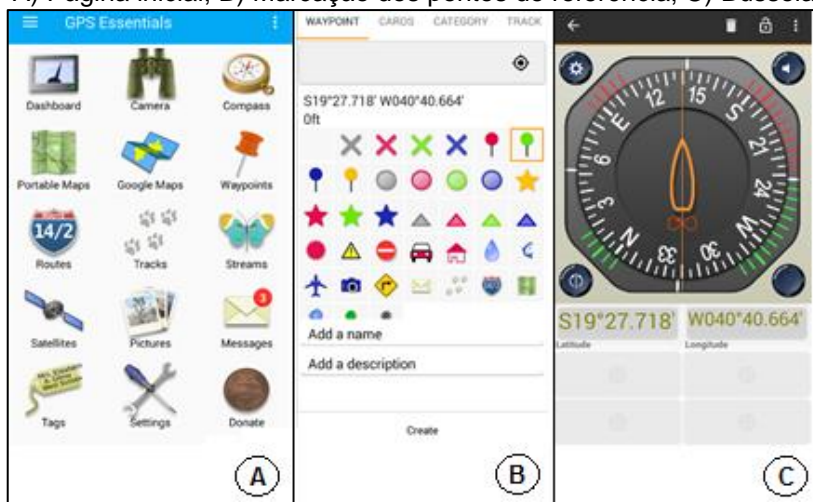 A) Página inicial; B) Marcação dos pontos de referência; C) Bússola
GPS Essentials
Dashboard
Camera
Compass
Portable Maps
Google Maps
Waypoints
14/2
Routes
Tracks
Streams
Satellites
Pictures
3
Messages
Tags
Settings
Donate
A
WAYPOINT CARDS CATEGORY TRACK
S19°27.718' W040°40.664'
0ft
Add a name
Add a description
Create
B
12 15 S 21 24 W 30 33 N 3 6 E
S19°27.718' W040°40.664'
Latitude Longitude
C